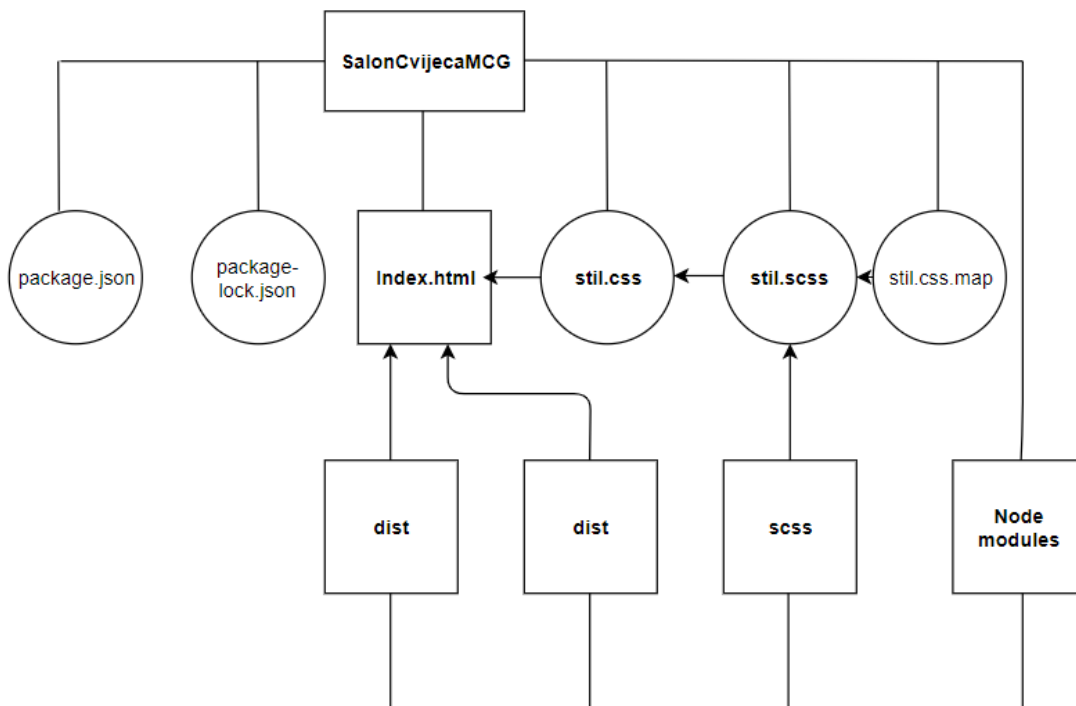 SalonCvijecaMCG
package.json
package-
lock.json
Index.html
stil.css
stil.scss
stil.css.map
dist
dist
scss
Node
modules